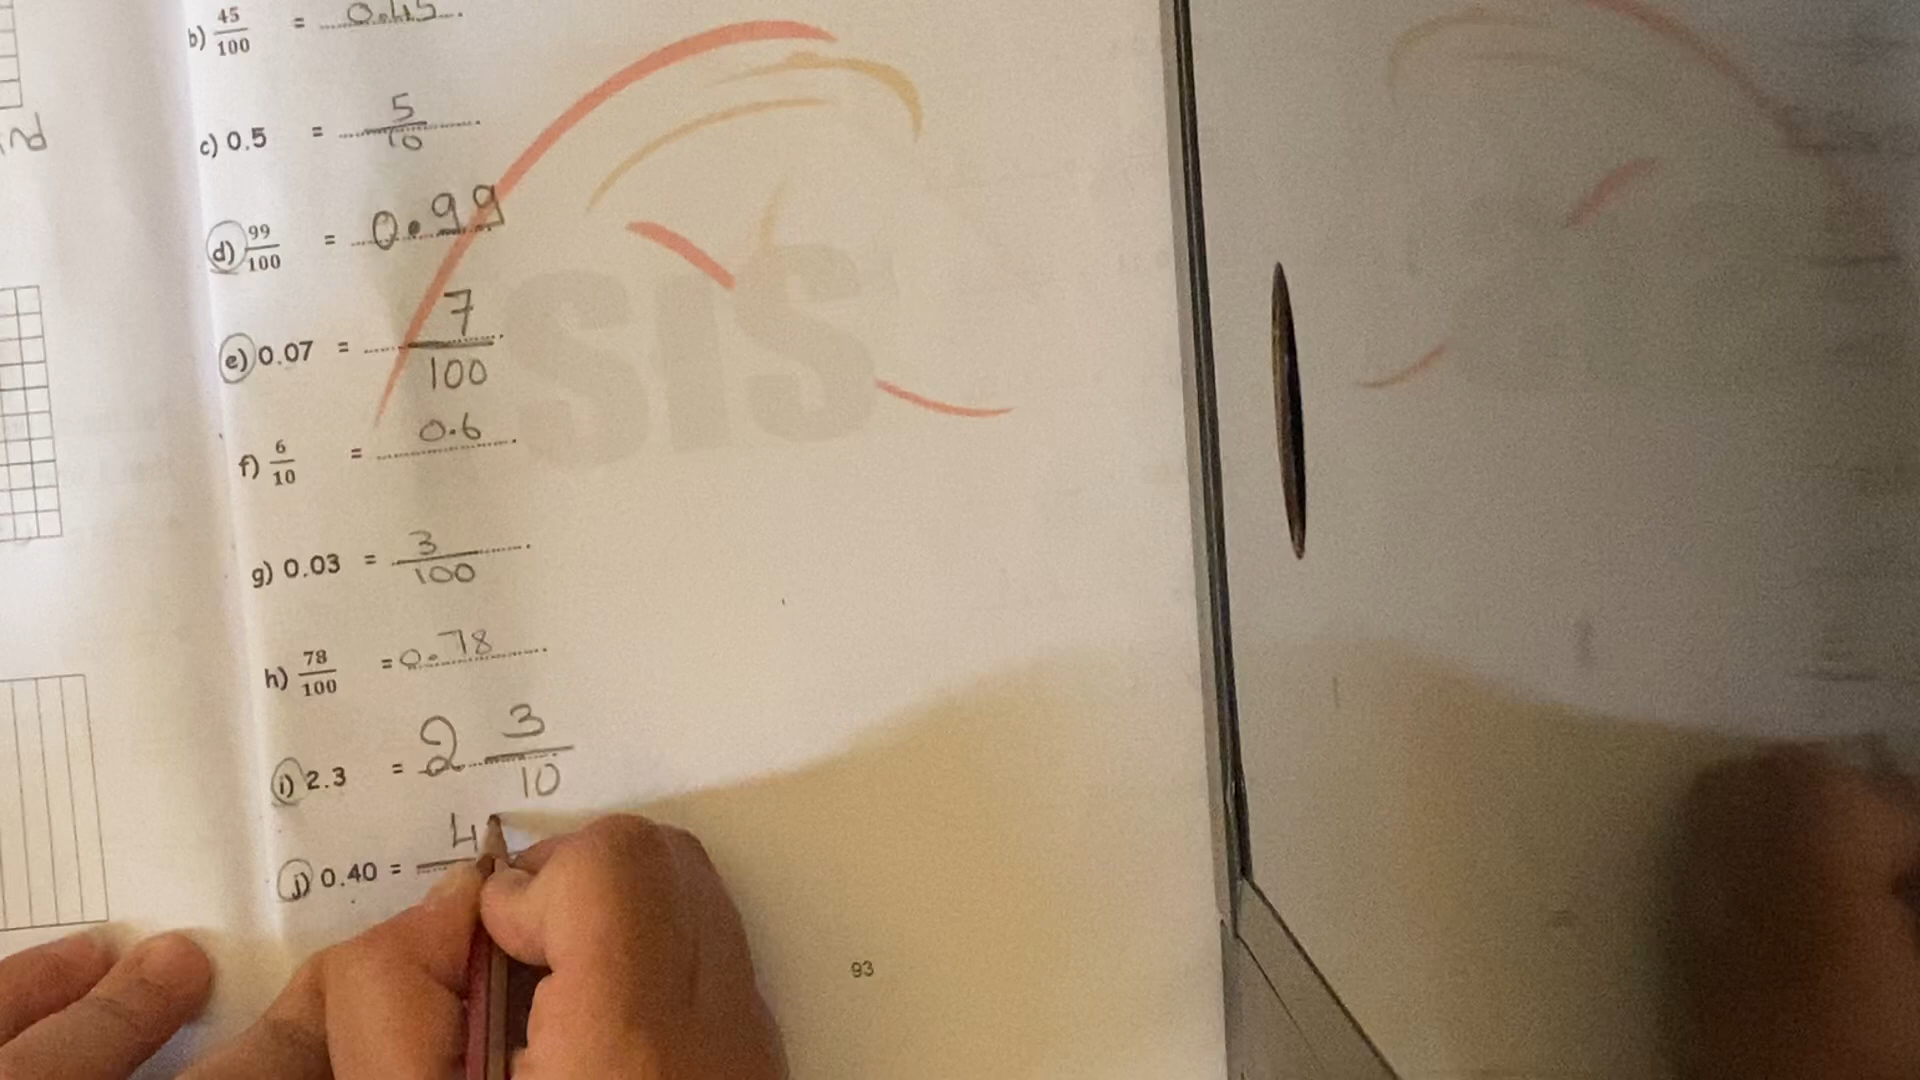 b) 45/100 = 0.45
c) 0.5 = 5/10
d) 99/100 = 0.99
e) 0.07 = 7/100
f) 6/10 = 0.6
g) 0.03 = 3/100
h) 78/100 = 0.78
i) 2.3 = 2 3/10
j) 0.40 = 4
SIS
93